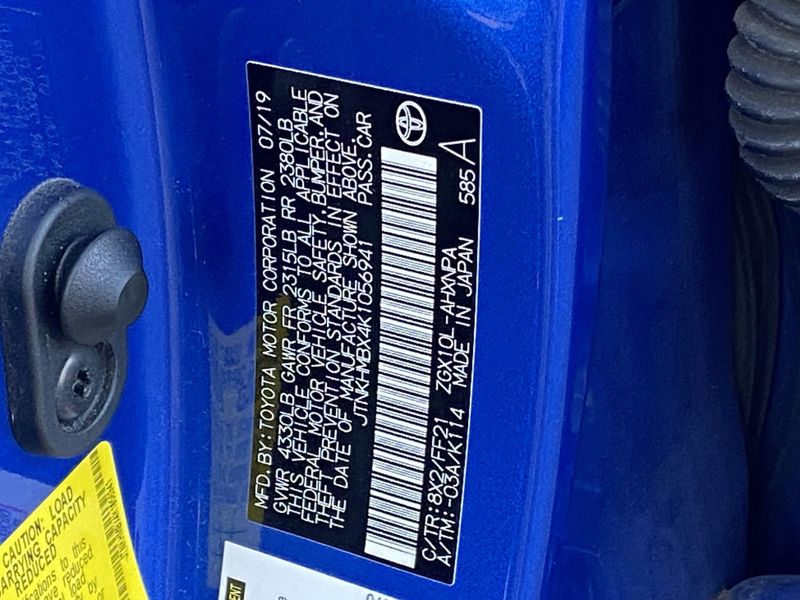 MFD. BY: TOYOTA MOTOR CORPORATION 07/19
GVWR 4330LB GAWR FR 2315LB RR 2380LB
THIS VEHICLE CONFORMS TO ALL APPLICABLE
FEDERAL MOTOR VEHICLE SAFETY, BUMPER, AND
THEFT PREVENTION STANDARDS IN EFFECT ON
THE DATE OF MANUFACTURE SHOWN ABOVE.
JTNKHMBX4K1056941 PASS.CAR
C/TR: 8X2/FF21 ZGX10L-AHXNPA
A/TM: -03A/K114 MADE IN JAPAN 585 A
CAUTION: LOAD
CARRYING CAPACITY
REDUCED